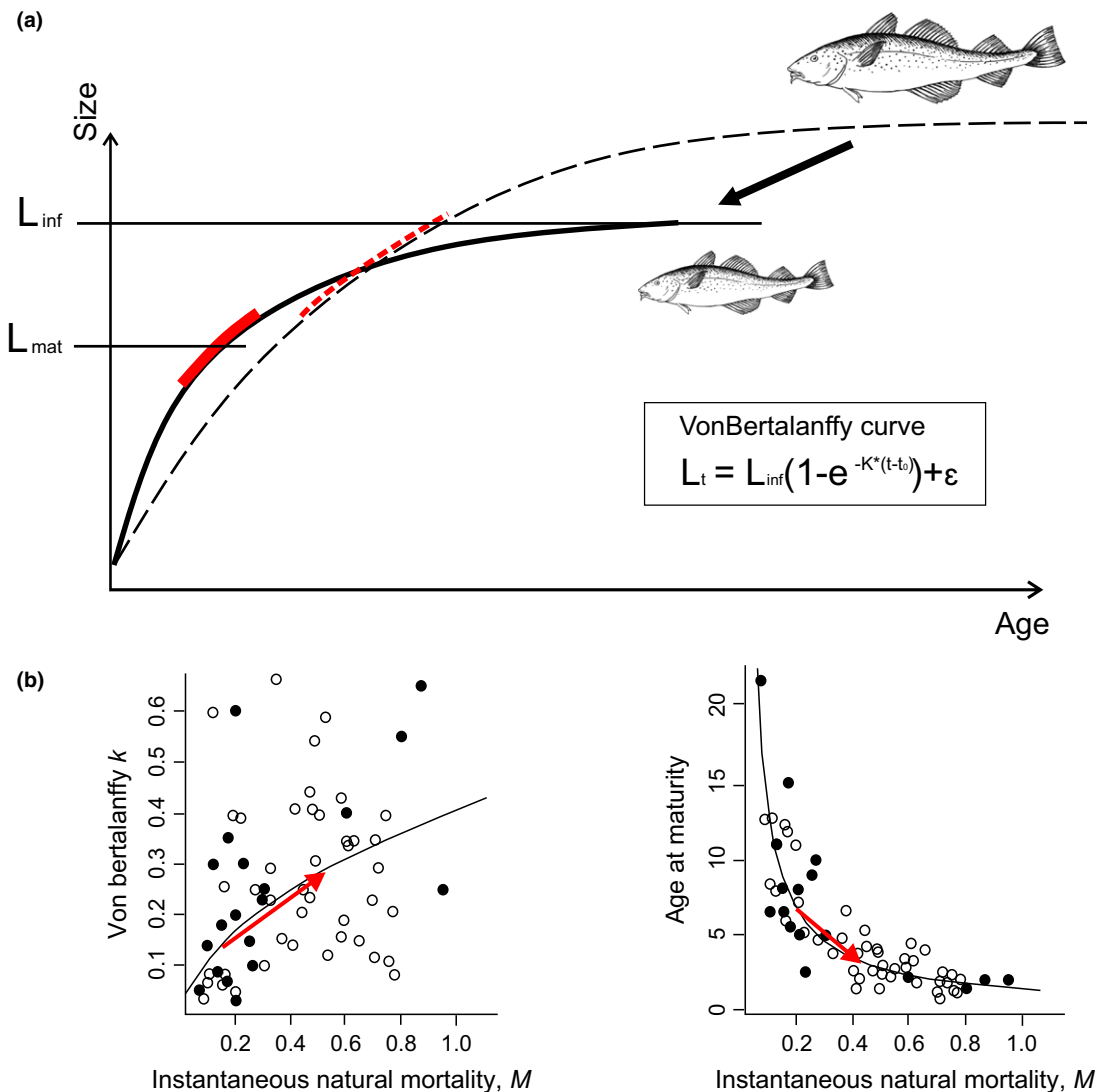 (a)
Size
L inf
L mat
VonBertalanffy curve
Lt = Linf(1-e -K*(t-t₀))+ε
Age
(b)
Von bertalanffy k
0.6
0.5
0.4
0.3
0.2
0.1
0.2 0.4 0.6 0.8 1.0
Instantaneous natural mortality, M
Age at maturity
20
15
10
5
0
0.2 0.4 0.6 0.8 1.0
Instantaneous natural mortality, M